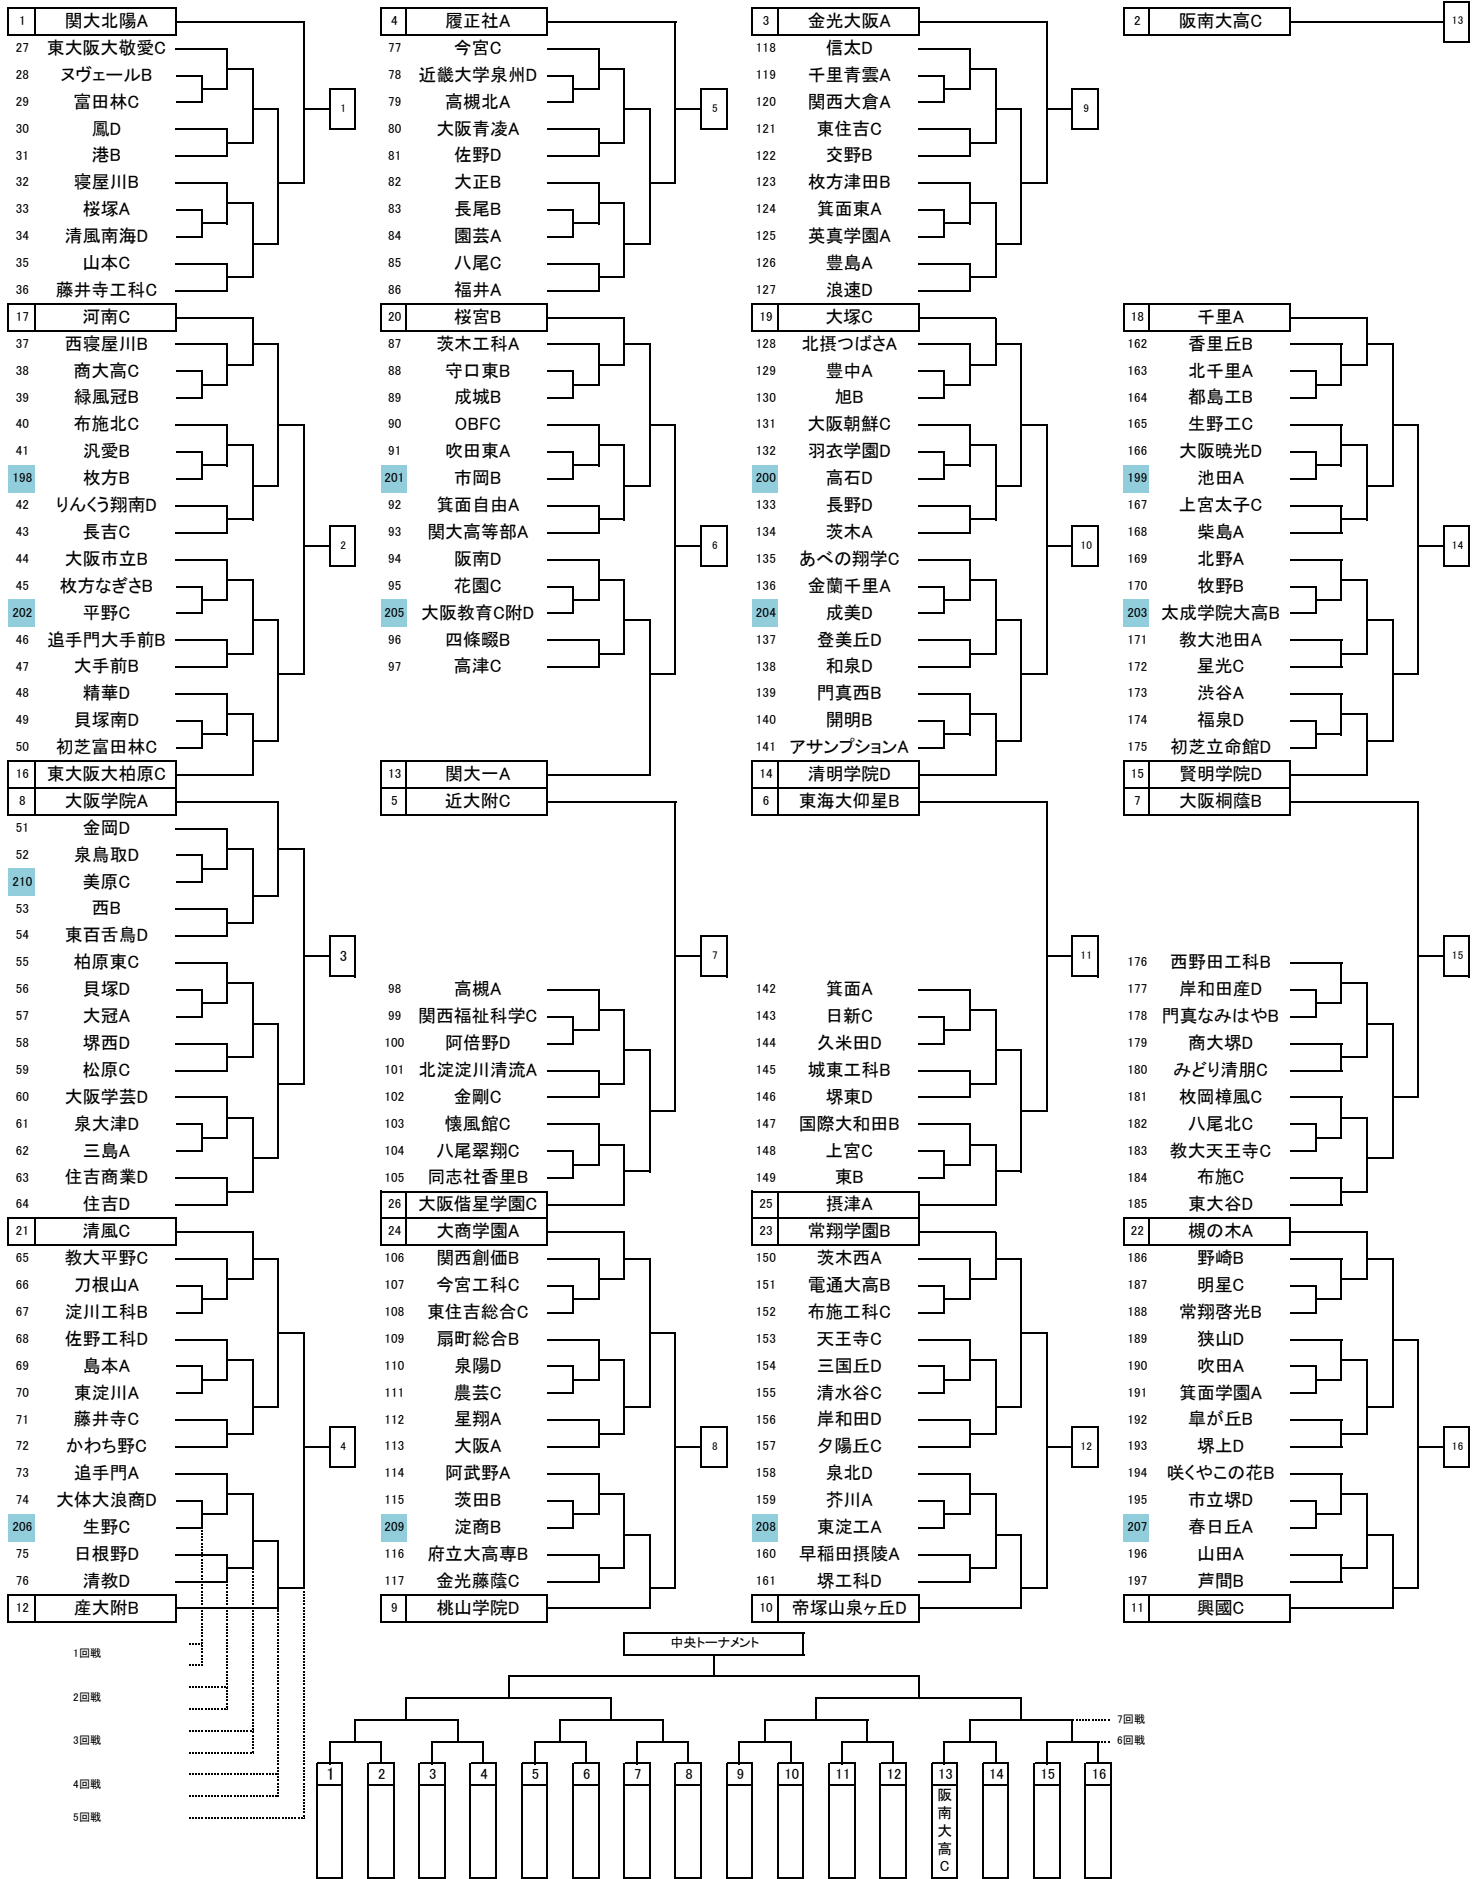 1 関大北陽A
27 東大阪大敬愛C
28 ヌヴェールB
29 富田林C
30 鳳D
31 港B
32 寝屋川B
33 桜塚A
34 清風南海D
35 山本C
36 藤井寺工科C
1
17 河南C
37 西寝屋川B
38 商大高C
39 緑風冠B
40 布施北C
41 汎愛B
198 枚方B
42 りんくう翔南D
43 長吉C
44 大阪市立B
45 枚方なぎさB
202 平野C
46 追手門大手前B
47 大手前B
48 精華D
49 貝塚南D
50 初芝富田林C
16 東大阪大柏原C
2
8 大阪学院A
51 金岡D
52 泉鳥取D
210 美原C
53 西B
54 東百舌鳥D
55 柏原東C
56 貝塚D
57 大冠A
58 堺西D
59 松原C
60 大阪学芸D
61 泉大津D
62 三島A
63 住吉商業D
64 住吉D
3
21 清風C
65 教大平野C
66 刀根山A
67 淀川工科B
68 佐野工科D
69 島本A
70 東淀川A
71 藤井寺C
72 かわち野C
73 追手門A
74 大体大浪商D
206 生野C
75 日根野D
76 清教D
12 産大附B
4
4 履正社A
77 今宮C
78 近畿大学泉州D
79 高槻北A
80 大阪青凌A
81 佐野D
82 大正B
83 長尾B
84 園芸A
85 八尾C
86 福井A
5
20 桜宮B
87 茨木工科A
88 守口東B
89 成城B
90 OBFC
91 吹田東A
201 市岡B
92 箕面自由A
93 関大高等部A
94 阪南D
95 花園C
205 大阪教育C附D
96 四條畷B
97 高津C
13 関大一A
6
5 近大附C
98 高槻A
99 関西福祉科学C
100 阿倍野D
101 北淀淀川清流A
102 金剛C
103 懐風館C
104 八尾翠翔C
105 同志社香里B
26 大阪偕星学園C
7
24 大商学園A
106 関西創価B
107 今宮工科C
108 東住吉総合C
109 扇町総合B
110 泉陽D
111 農芸C
112 星翔A
113 大阪A
114 阿武野A
115 茨田B
209 淀商B
116 府立大高専B
117 金光藤蔭C
9 桃山学院D
8
3 金光大阪A
118 信太D
119 千里青雲A
120 関西大倉A
121 東住吉C
122 交野B
123 枚方津田B
124 箕面東A
125 英真学園A
126 豊島A
127 浪速D
9
19 大塚C
128 北摂つばさA
129 豊中A
130 旭B
131 大阪朝鮮C
132 羽衣学園D
200 高石D
133 長野D
134 茨木A
135 あべの翔学C
136 金蘭千里A
204 成美D
137 登美丘D
138 和泉D
139 門真西B
140 開明B
141 アサンプションA
14 清明学院D
10
6 東海大仰星B
142 箕面A
143 日新C
144 久米田D
145 城東工科B
146 堺東D
147 国際大和田B
148 上宮C
149 東B
25 摂津A
11
23 常翔学園B
150 茨木西A
151 電通大高B
152 布施工科C
153 天王寺C
154 三国丘D
155 清水谷C
156 岸和田D
157 夕陽丘C
158 泉北D
159 芥川A
208 東淀工A
160 早稲田摂陵A
161 堺工科D
10 帝塚山泉ヶ丘D
12
2 阪南大高C
13
18 千里A
162 香里丘B
163 北千里A
164 都島工B
165 生野工C
166 大阪暁光D
199 池田A
167 上宮太子C
168 柴島A
169 北野A
170 牧野B
203 太成学院大高B
171 教大池田A
172 星光C
173 渋谷A
174 福泉D
175 初芝立命館D
15 賢明学院D
14
7 大阪桐蔭B
176 西野田工科B
177 岸和田産D
178 門真なみはやB
179 商大堺D
180 みどり清朋C
181 枚岡樟風C
182 八尾北C
183 教大天王寺C
184 布施C
185 東大谷D
15
22 槻の木A
186 野崎B
187 明星C
188 常翔啓光B
189 狭山D
190 吹田A
191 箕面学園A
192 皐が丘B
193 堺上D
194 咲くやこの花B
195 市立堺D
207 春日丘A
196 山田A
197 芦間B
11 興國C
16
1回戦
2回戦
3回戦
4回戦
5回戦
中央トーナメント
7回戦
6回戦
1 2 3 4 5 6 7 8 9 10 11 12 13 14 15 16
阪南大高C